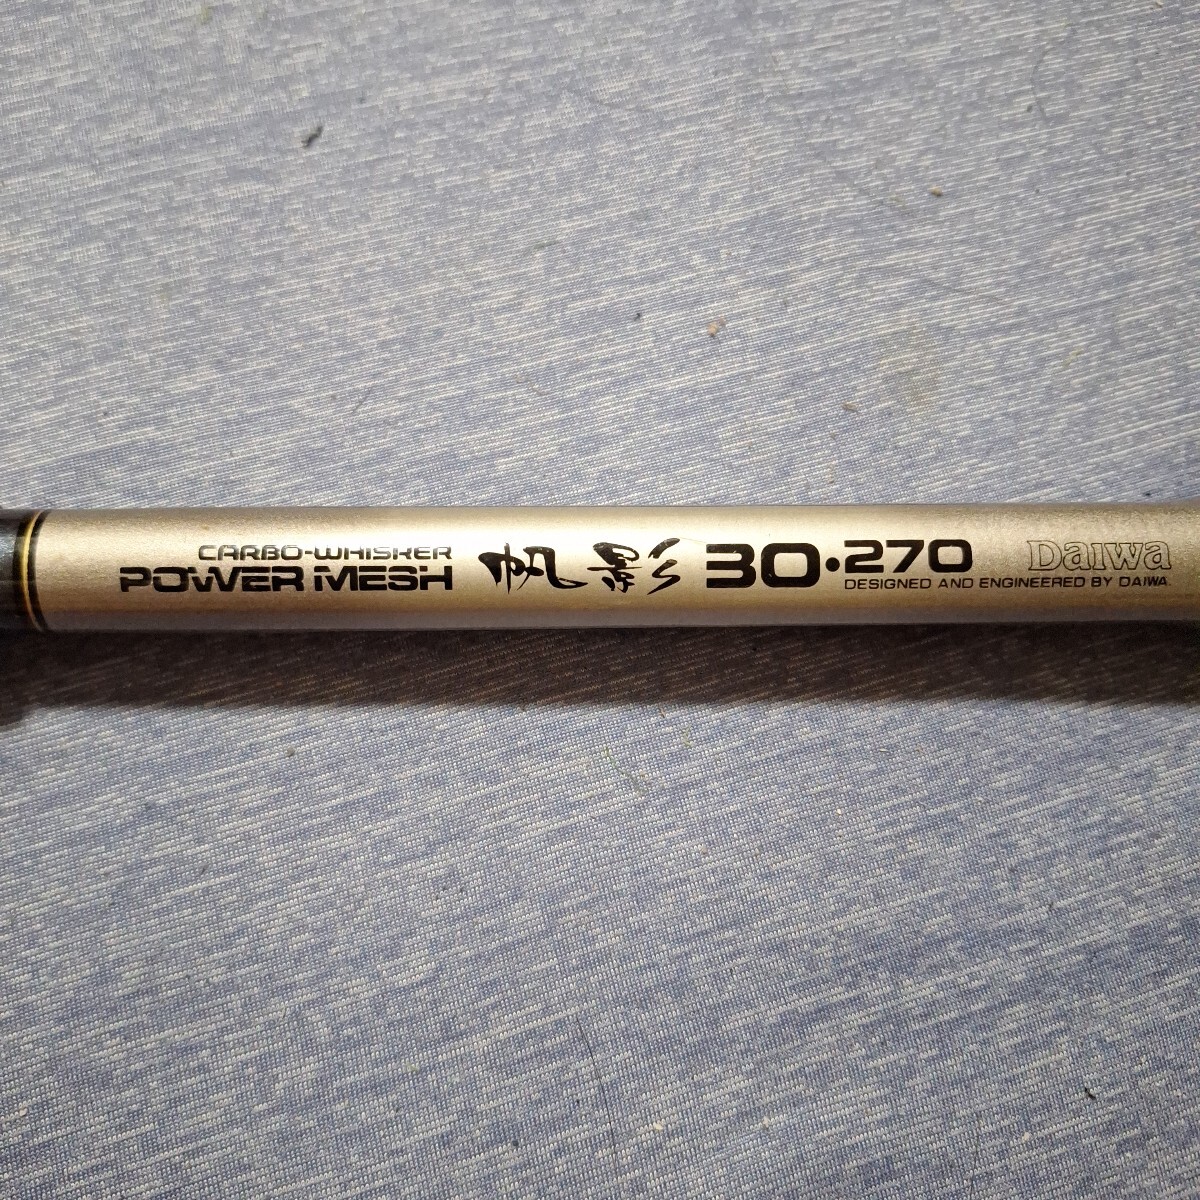 CARBO-WHISKER
POWER MESH 帆影 30・270 Daiwa
DESIGNED AND ENGINEERED BY DAIWA.